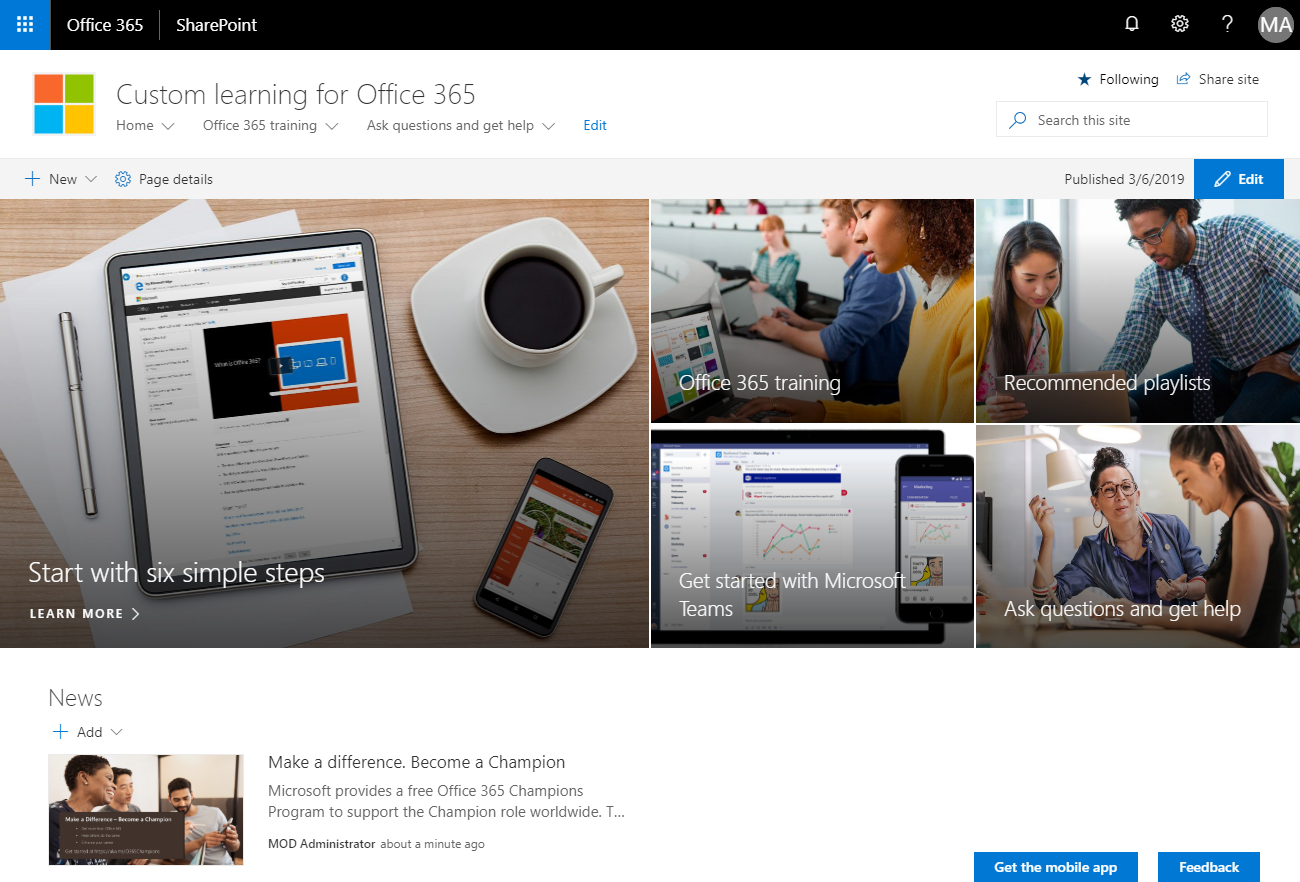 Office 365
SharePoint
MA
Custom learning for Office 365
Home
Office 365 training
Ask questions and get help
Edit
Following
Share site
Search this site
New
Page details
Published 3/6/2019
Edit
What is Office 365?
Start with six simple steps
LEARN MORE
Office 365 training
Recommended playlists
Get started with Microsoft
Teams
Ask questions and get help
News
Add
Make a Difference – Become a Champion
Make a difference. Become a Champion
Microsoft provides a free Office 365 Champions
Program to support the Champion role worldwide. T...
MOD Administrator about a minute ago
Get the mobile app
Feedback